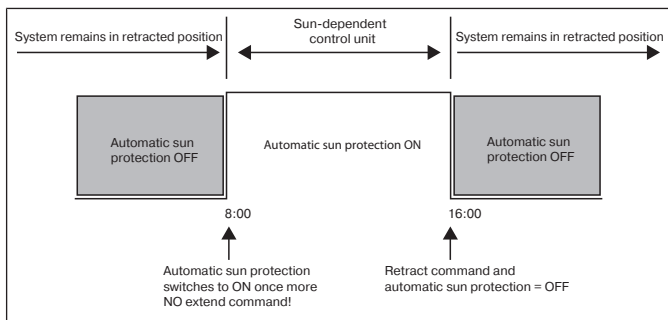 System remains in retracted position
Sun-dependent
control unit
System remains in retracted position
Automatic sun
protection OFF
Automatic sun protection ON
Automatic sun
protection OFF
8:00
16:00
Automatic sun protection
switches to ON once more
NO extend command!
Retract command and
automatic sun protection = OFF